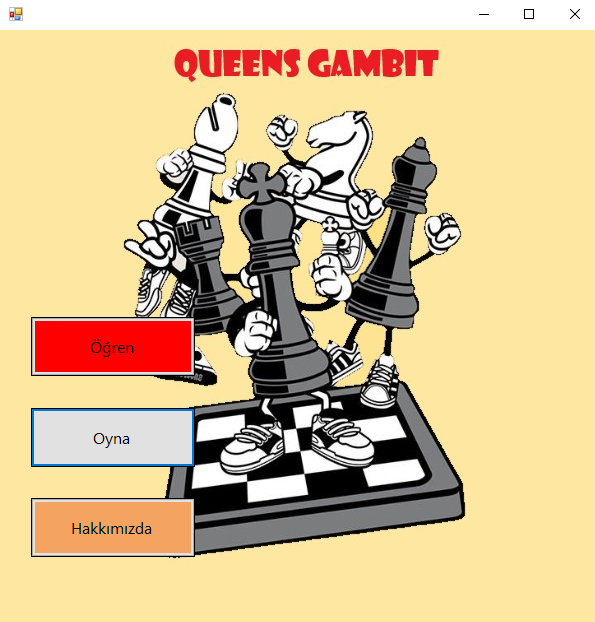 QUEENS GAMBIT
Öğren
Oyna
Hakkımızda